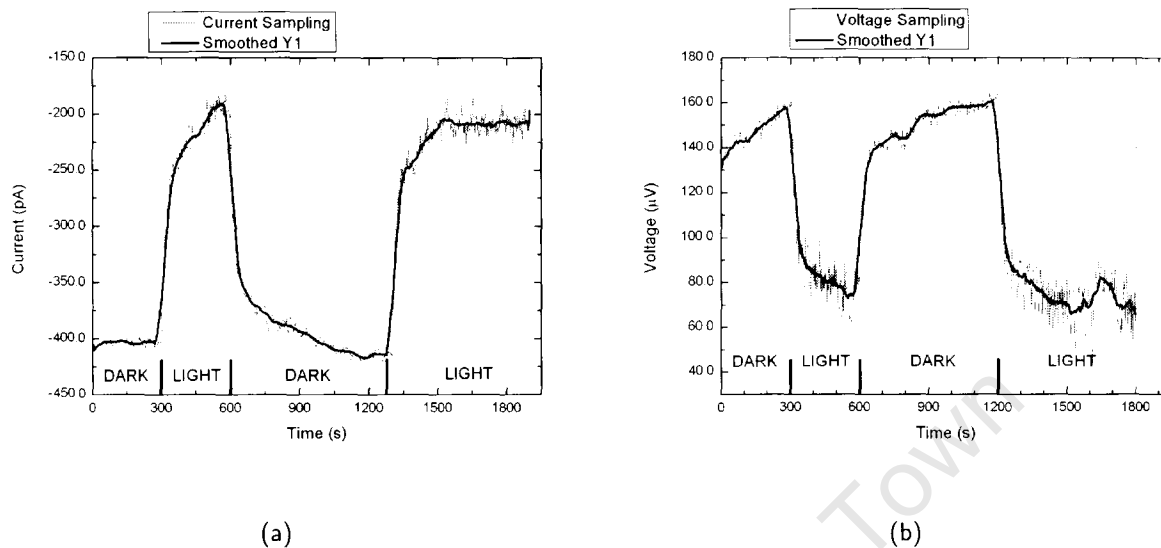 Current Sampling
Smoothed Y1
-150.0
-200.0
-250.0
-300.0
-350.0
-400.0
-450.0
Current (pA)
DARK LIGHT DARK LIGHT
0 300 600 900 1200 1500 1800
Time (s)
(a)
Voltage Sampling
Smoothed Y1
180.0
160.0
140.0
120.0
100.0
80.0
60.0
40.0
Voltage (µV)
DARK LIGHT DARK LIGHT
0 300 600 900 1200 1500 1800
Time (s)
(b)
Town